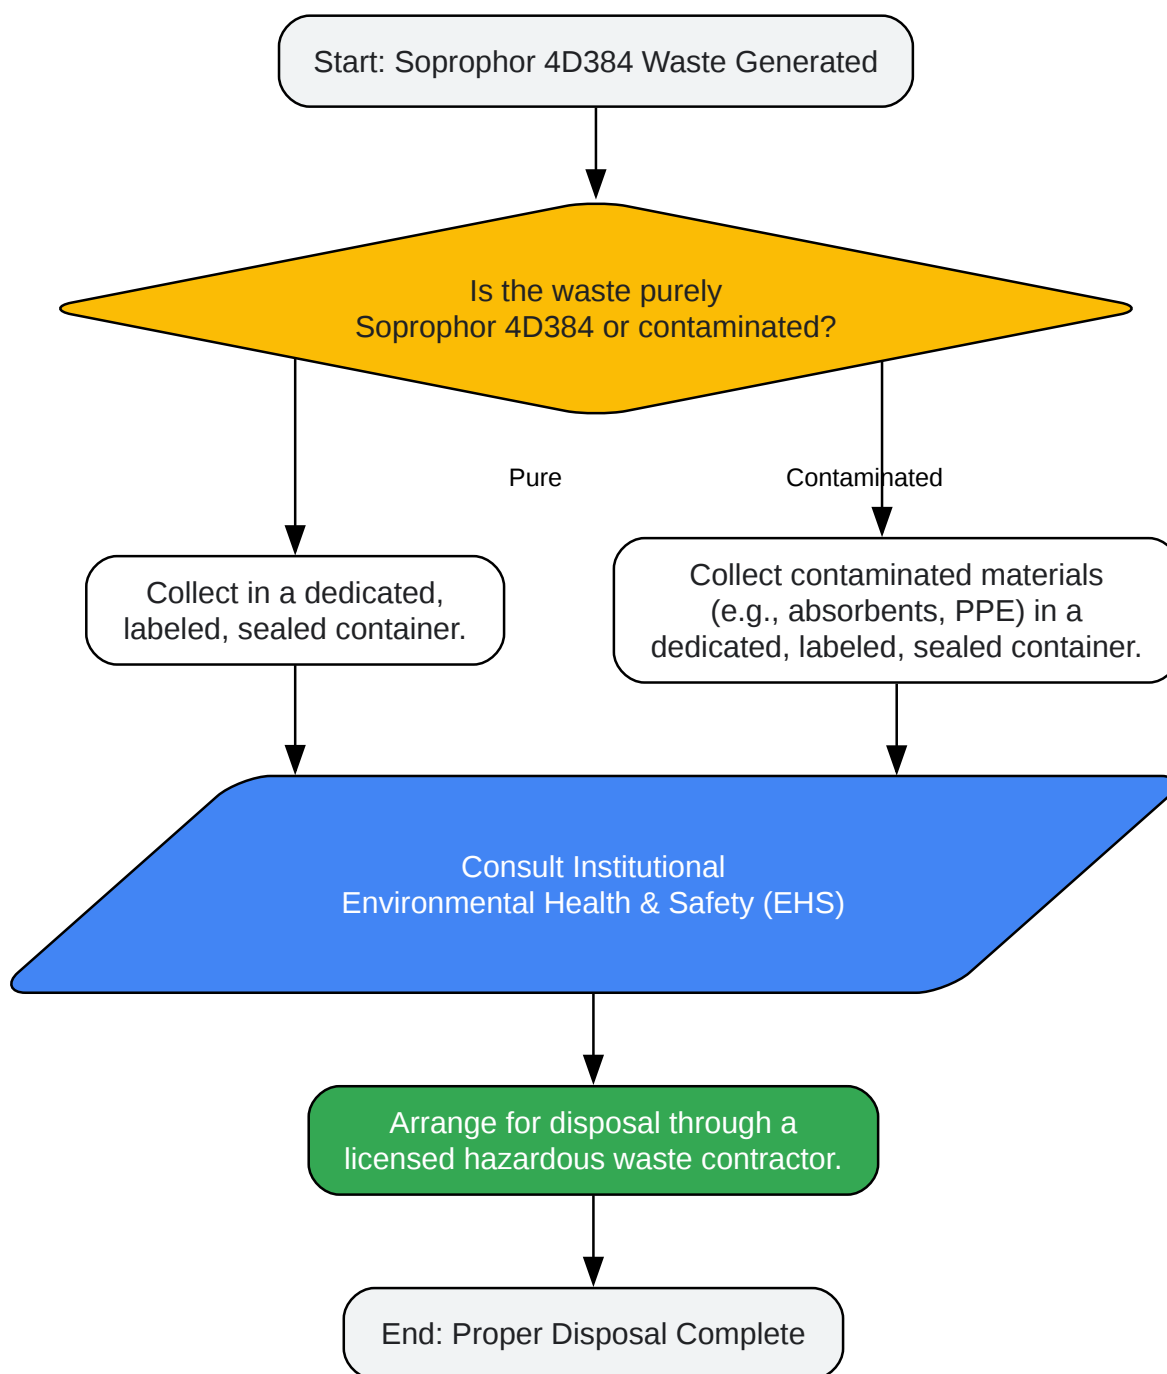 Start: Soprophor 4D384 Waste Generated
Is the waste purely
Soprophor 4D384 or contaminated?
Pure
Contaminated
Collect in a dedicated,
labeled, sealed container.
Collect contaminated materials
(e.g., absorbents, PPE) in a
dedicated, labeled, sealed container.
Consult Institutional
Environmental Health & Safety (EHS)
Arrange for disposal through a
licensed hazardous waste contractor.
End: Proper Disposal Complete